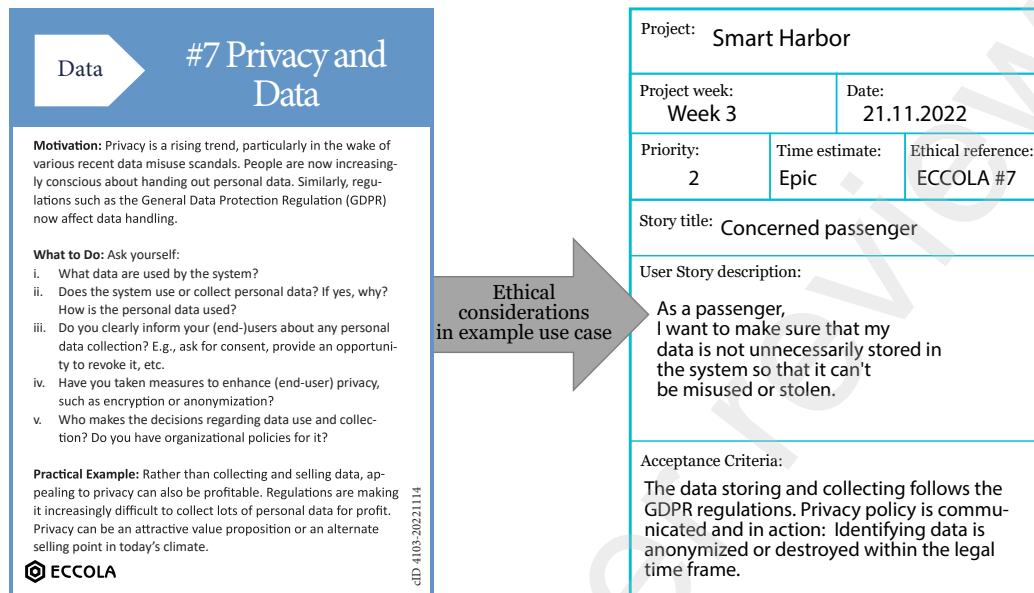 Data
#7 Privacy and
Data
Motivation: Privacy is a rising trend, particularly in the wake of
various recent data misuse scandals. People are now increasing-
ly conscious about handing out personal data. Similarly, regu-
lations such as the General Data Protection Regulation (GDPR)
now affect data handling.
What to Do: Ask yourself:
i. What data are used by the system?
ii. Does the system use or collect personal data? If yes, why?
How is the personal data used?
iii. Do you clearly inform your (end-)users about any personal
data collection? E.g., ask for consent, provide an opportuni-
ty to revoke it, etc.
iv. Have you taken measures to enhance (end-user) privacy,
such as encryption or anonymization?
v. Who makes the decisions regarding data use and collec-
tion? Do you have organizational policies for it?
Practical Example: Rather than collecting and selling data, ap-
pealing to privacy can also be profitable. Regulations are making
it increasingly difficult to collect lots of personal data for profit.
Privacy can be an attractive value proposition or an alternate
selling point in today's climate.
ECCOLA
cID 4103-20221114
Ethical
considerations
in example use case
Project: Smart Harbor
Project week: Date:
Week 3 21.11.2022
Priority: Time estimate: Ethical reference:
2 Epic ECCOLA #7
Story title: Concerned passenger
User Story description:
As a passenger,
I want to make sure that my
data is not unnecessarily stored in
the system so that it can't
be misused or stolen.
Acceptance Criteria:
The data storing and collecting follows the
GDPR regulations. Privacy policy is commu-
nicated and in action: Identifying data is
anonymized or destroyed within the legal
time frame.
er review